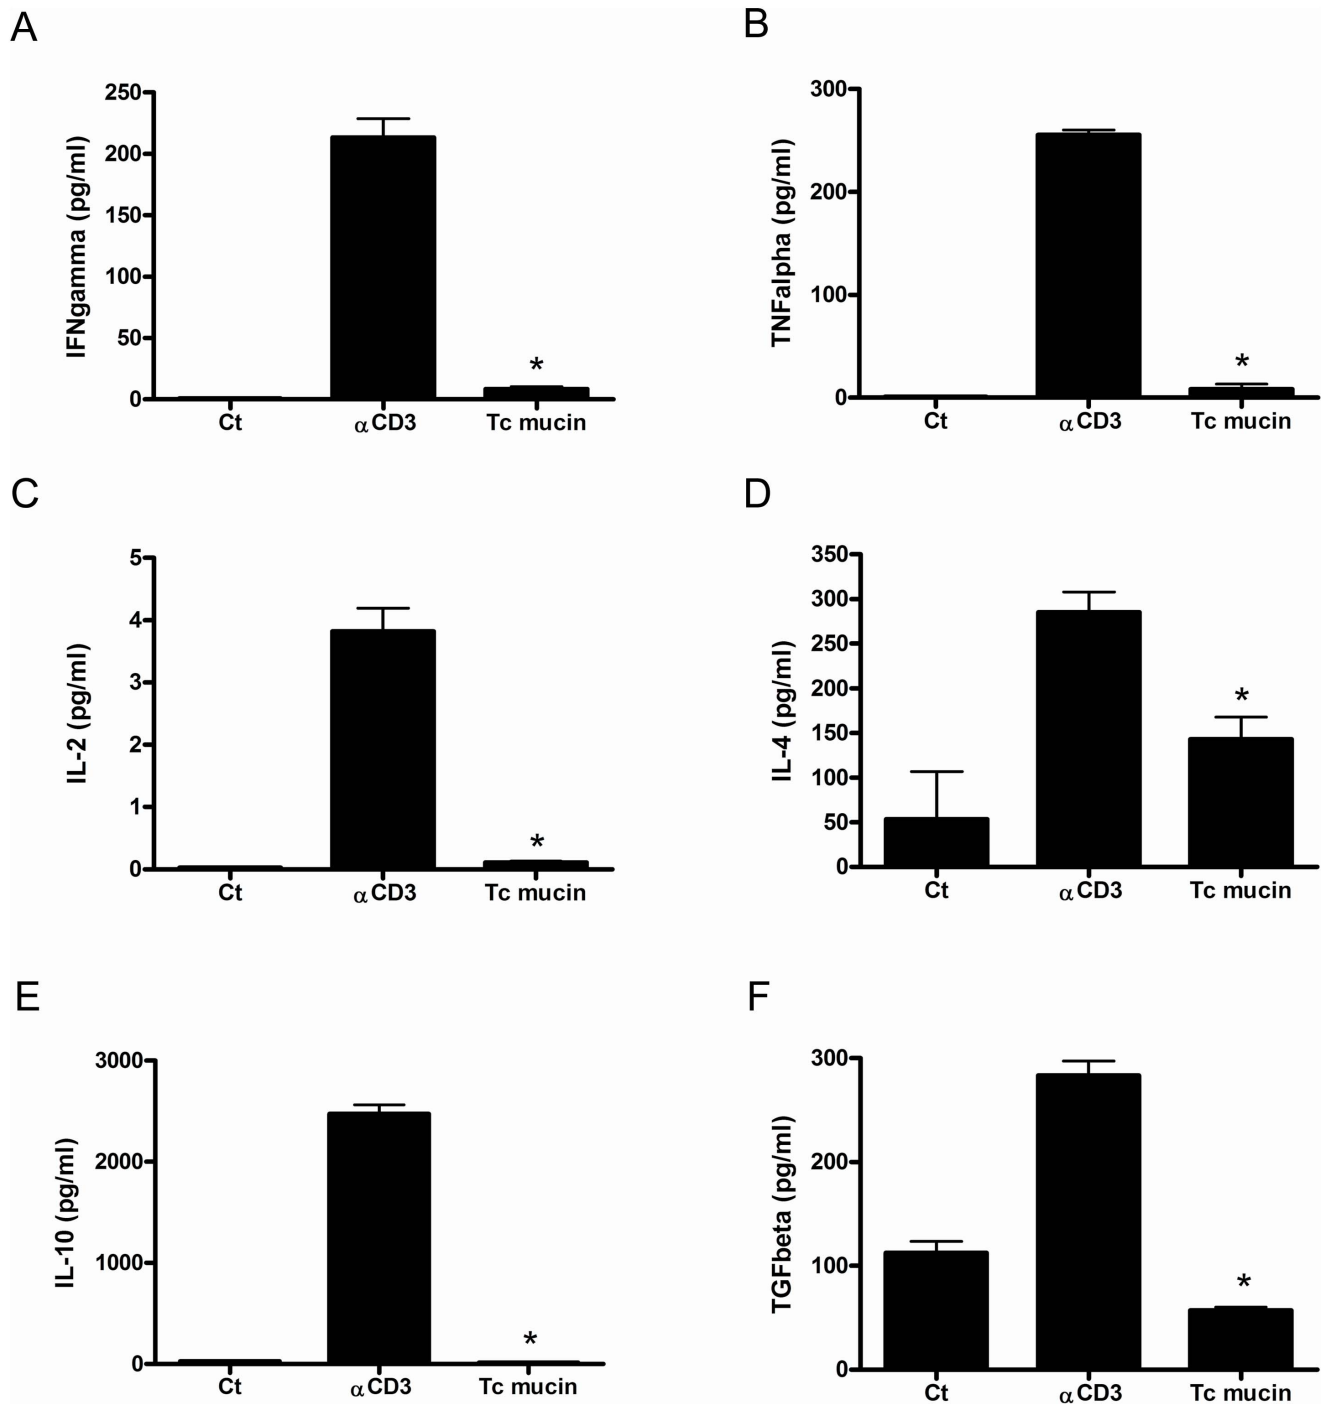 A
IFNgamma (pg/ml)
250
200
150
100
50
0
*
Ct αCD3 Tc mucin
B
TNFalpha (pg/ml)
300
200
100
0
*
Ct αCD3 Tc mucin
C
IL-2 (pg/ml)
5
4
3
2
1
0
*
Ct αCD3 Tc mucin
D
IL-4 (pg/ml)
350
300
250
200
150
100
50
0
*
Ct αCD3 Tc mucin
E
IL-10 (pg/ml)
3000
2000
1000
0
*
Ct αCD3 Tc mucin
F
TGFbeta (pg/ml)
300
200
100
0
*
Ct αCD3 Tc mucin